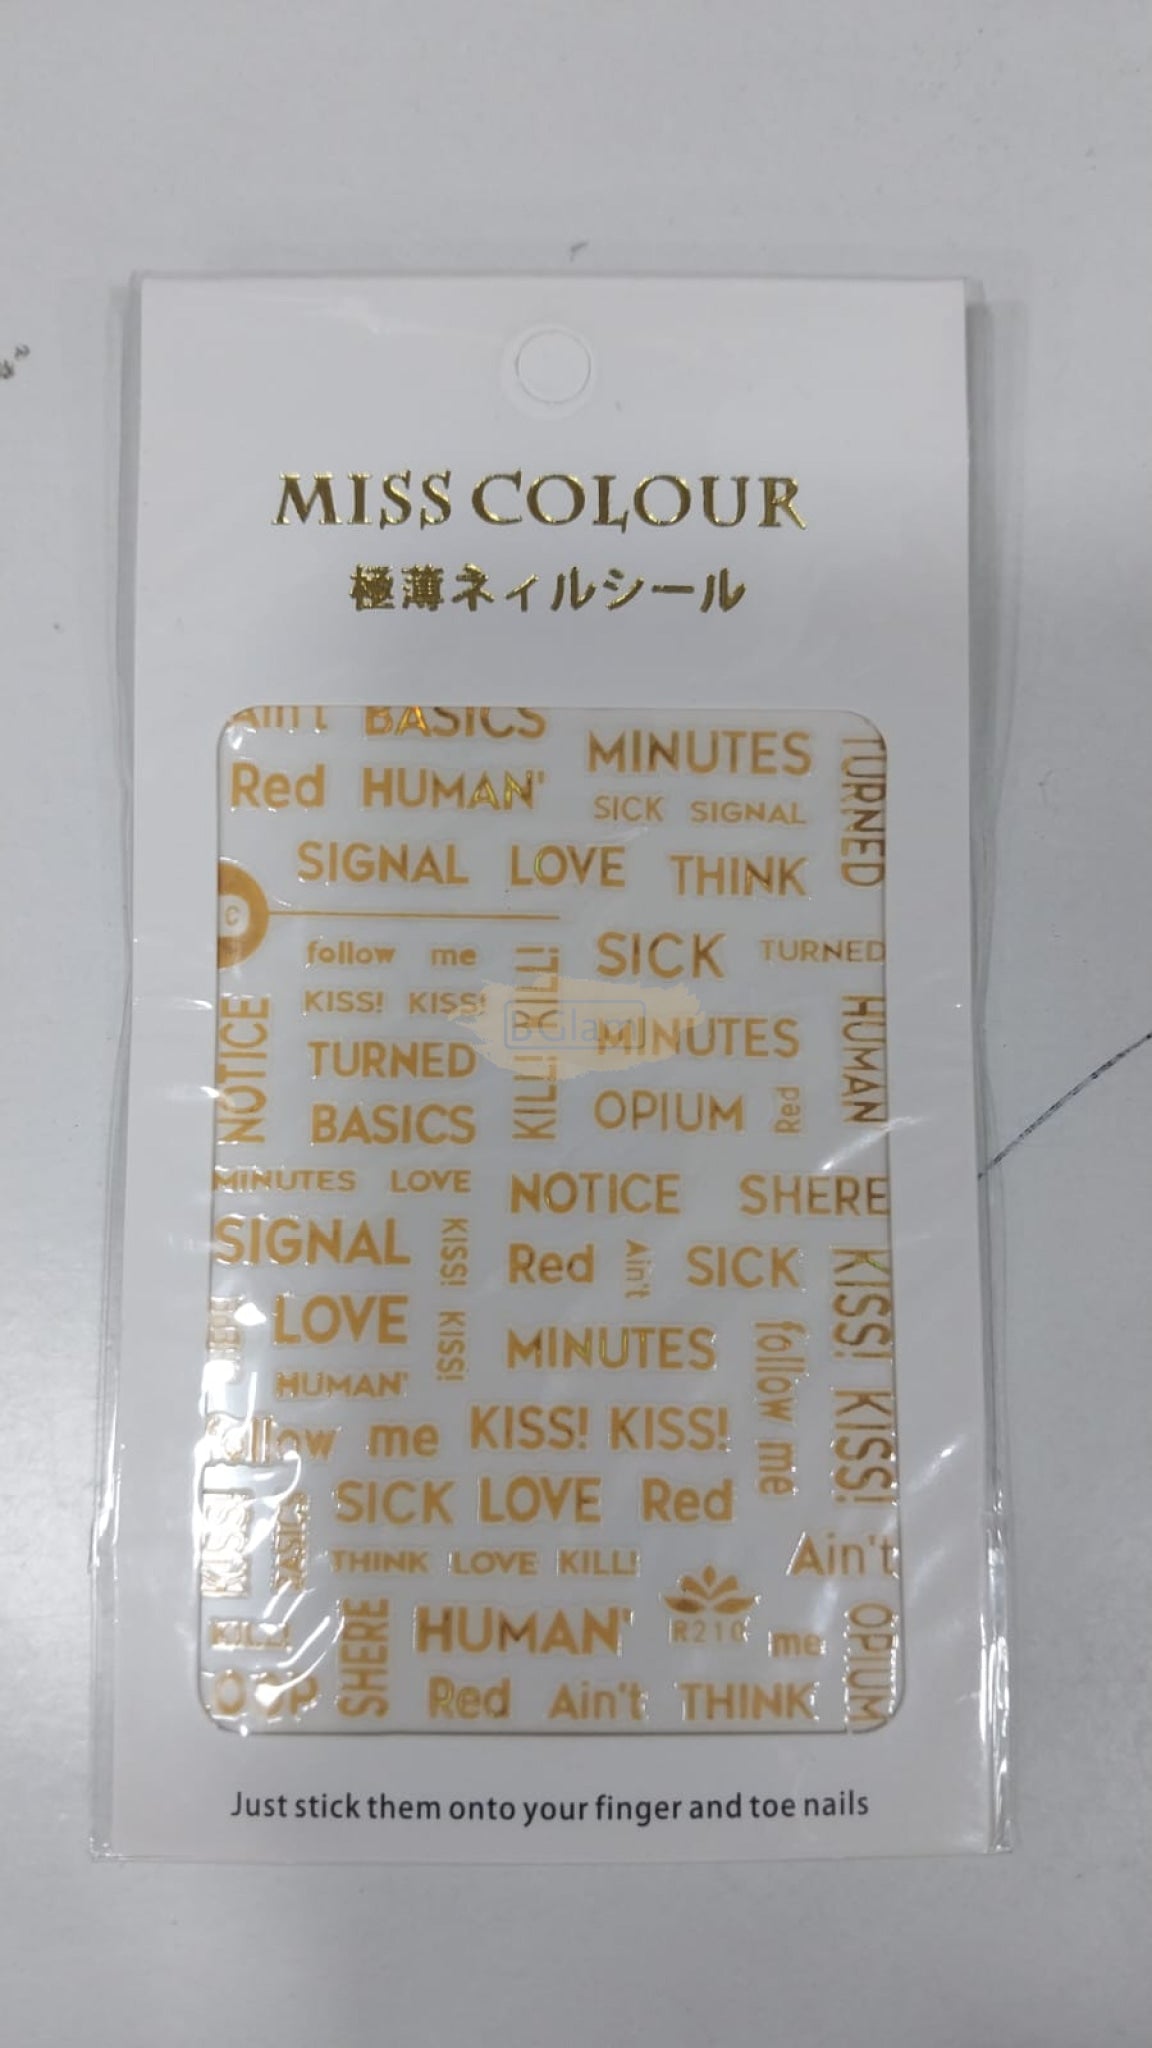 MISS COLOUR
極薄ネィルシール
Ain't BASICS
MINUTES
TURNED
Red HUMAN'
SICK SIGNAL
SIGNAL LOVE THINK
C
follow me
SICK TURNED
KISS! KISS!
KILL! KILL!
NOTICE
HUMAN
BGlam
TURNED
MINUTES
BASICS
OPIUM Red
MINUTES LOVE
NOTICE SHERE
SIGNAL
KISS! KISS!
Red Ain't SICK
KISS! KISS!
LOVE
MINUTES
follow me
HUMAN'
follow me KISS! KISS!
KISS!
BASICS
SICK LOVE Red
THINK LOVE KILL!
Ain't
KILL!
SHERE
HUMAN'
R210
me
OPIUM
Red Ain't THINK
Just stick them onto your finger and toe nails